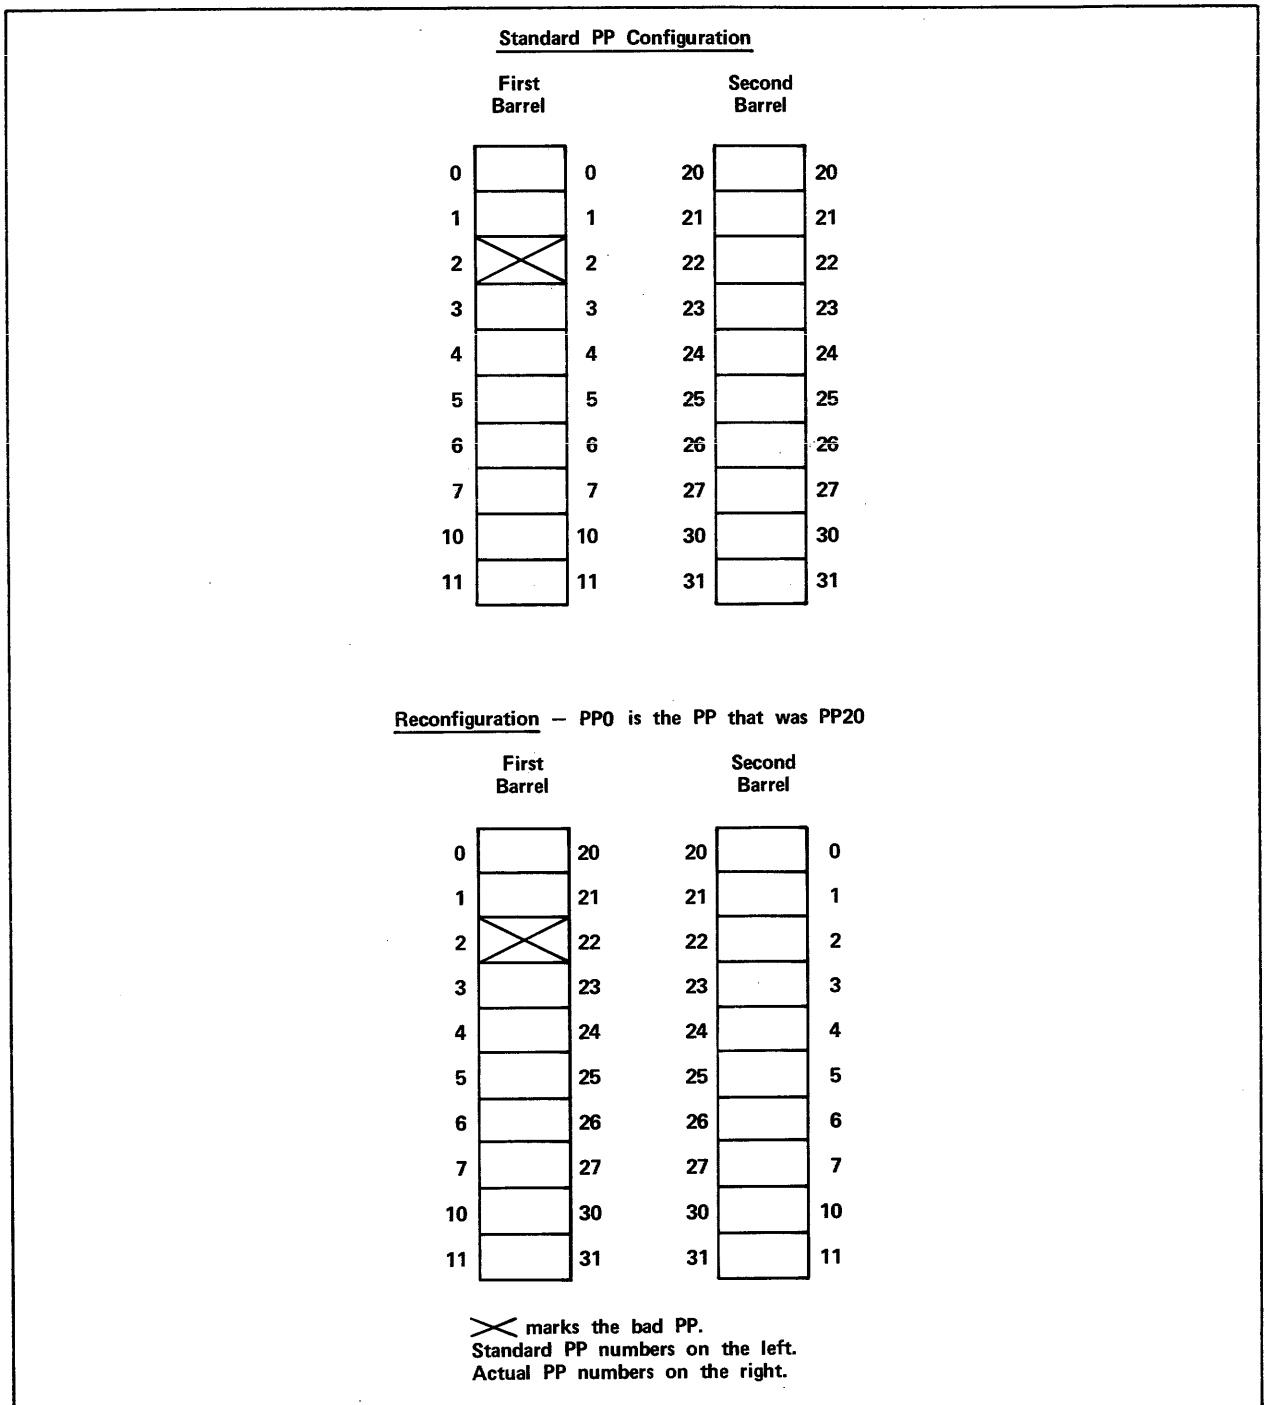 Standard PP Configuration
First Second
Barrel Barrel
0 0 20 20
1 1 21 21
2 2 22 22
3 3 23 23
4 4 24 24
5 5 25 25
6 6 26 26
7 7 27 27
10 10 30 30
11 11 31 31
Reconfiguration — PP0 is the PP that was PP20
First Second
Barrel Barrel
0 20 20 0
1 21 21 1
2 22 22 2
3 23 23 3
4 24 24 4
5 25 25 5
6 26 26 6
7 27 27 7
10 30 30 10
11 31 31 11
marks the bad PP.
Standard PP numbers on the left.
Actual PP numbers on the right.